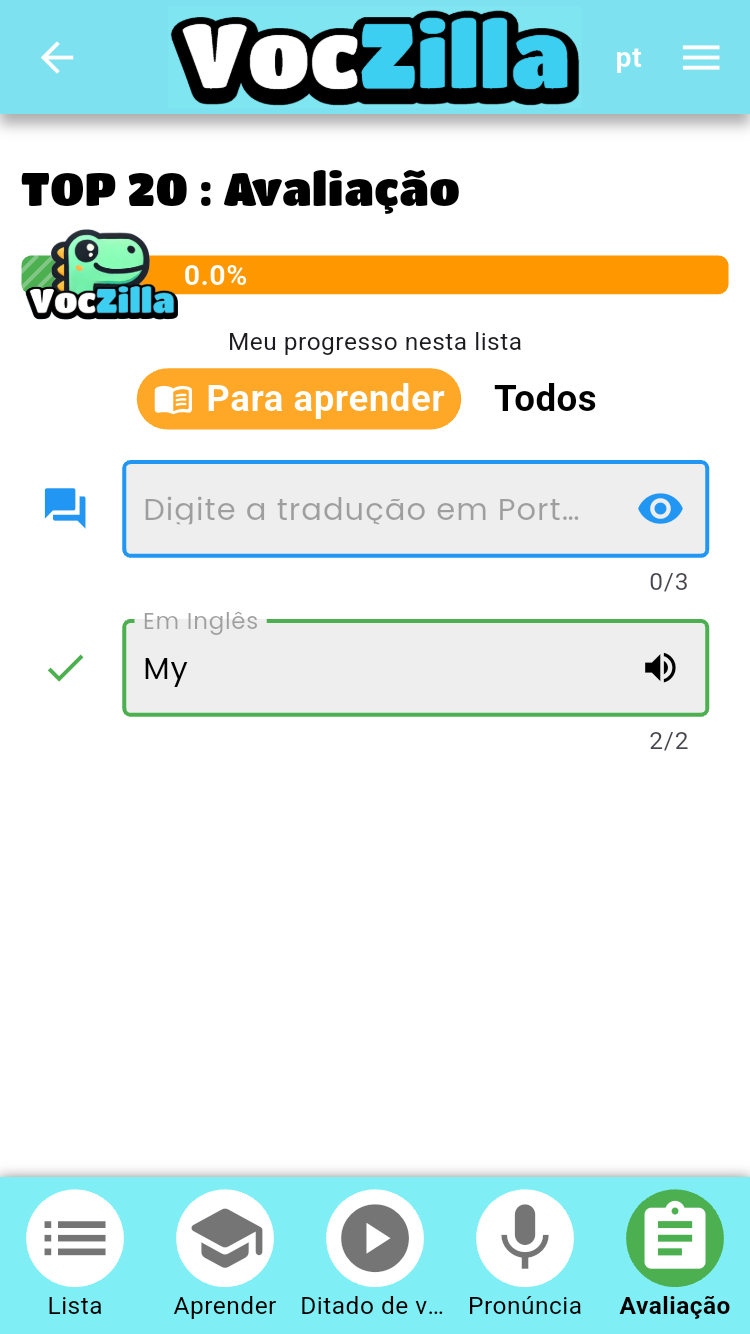 VocZilla
pt
TOP 20 : Avaliação
VocZilla
0.0%
Meu progresso nesta lista
Para aprender
Todos
Digite a tradução em Port...
0/3
Em Inglês
My
2/2
Lista
Aprender
Ditado de v...
Pronúncia
Avaliação